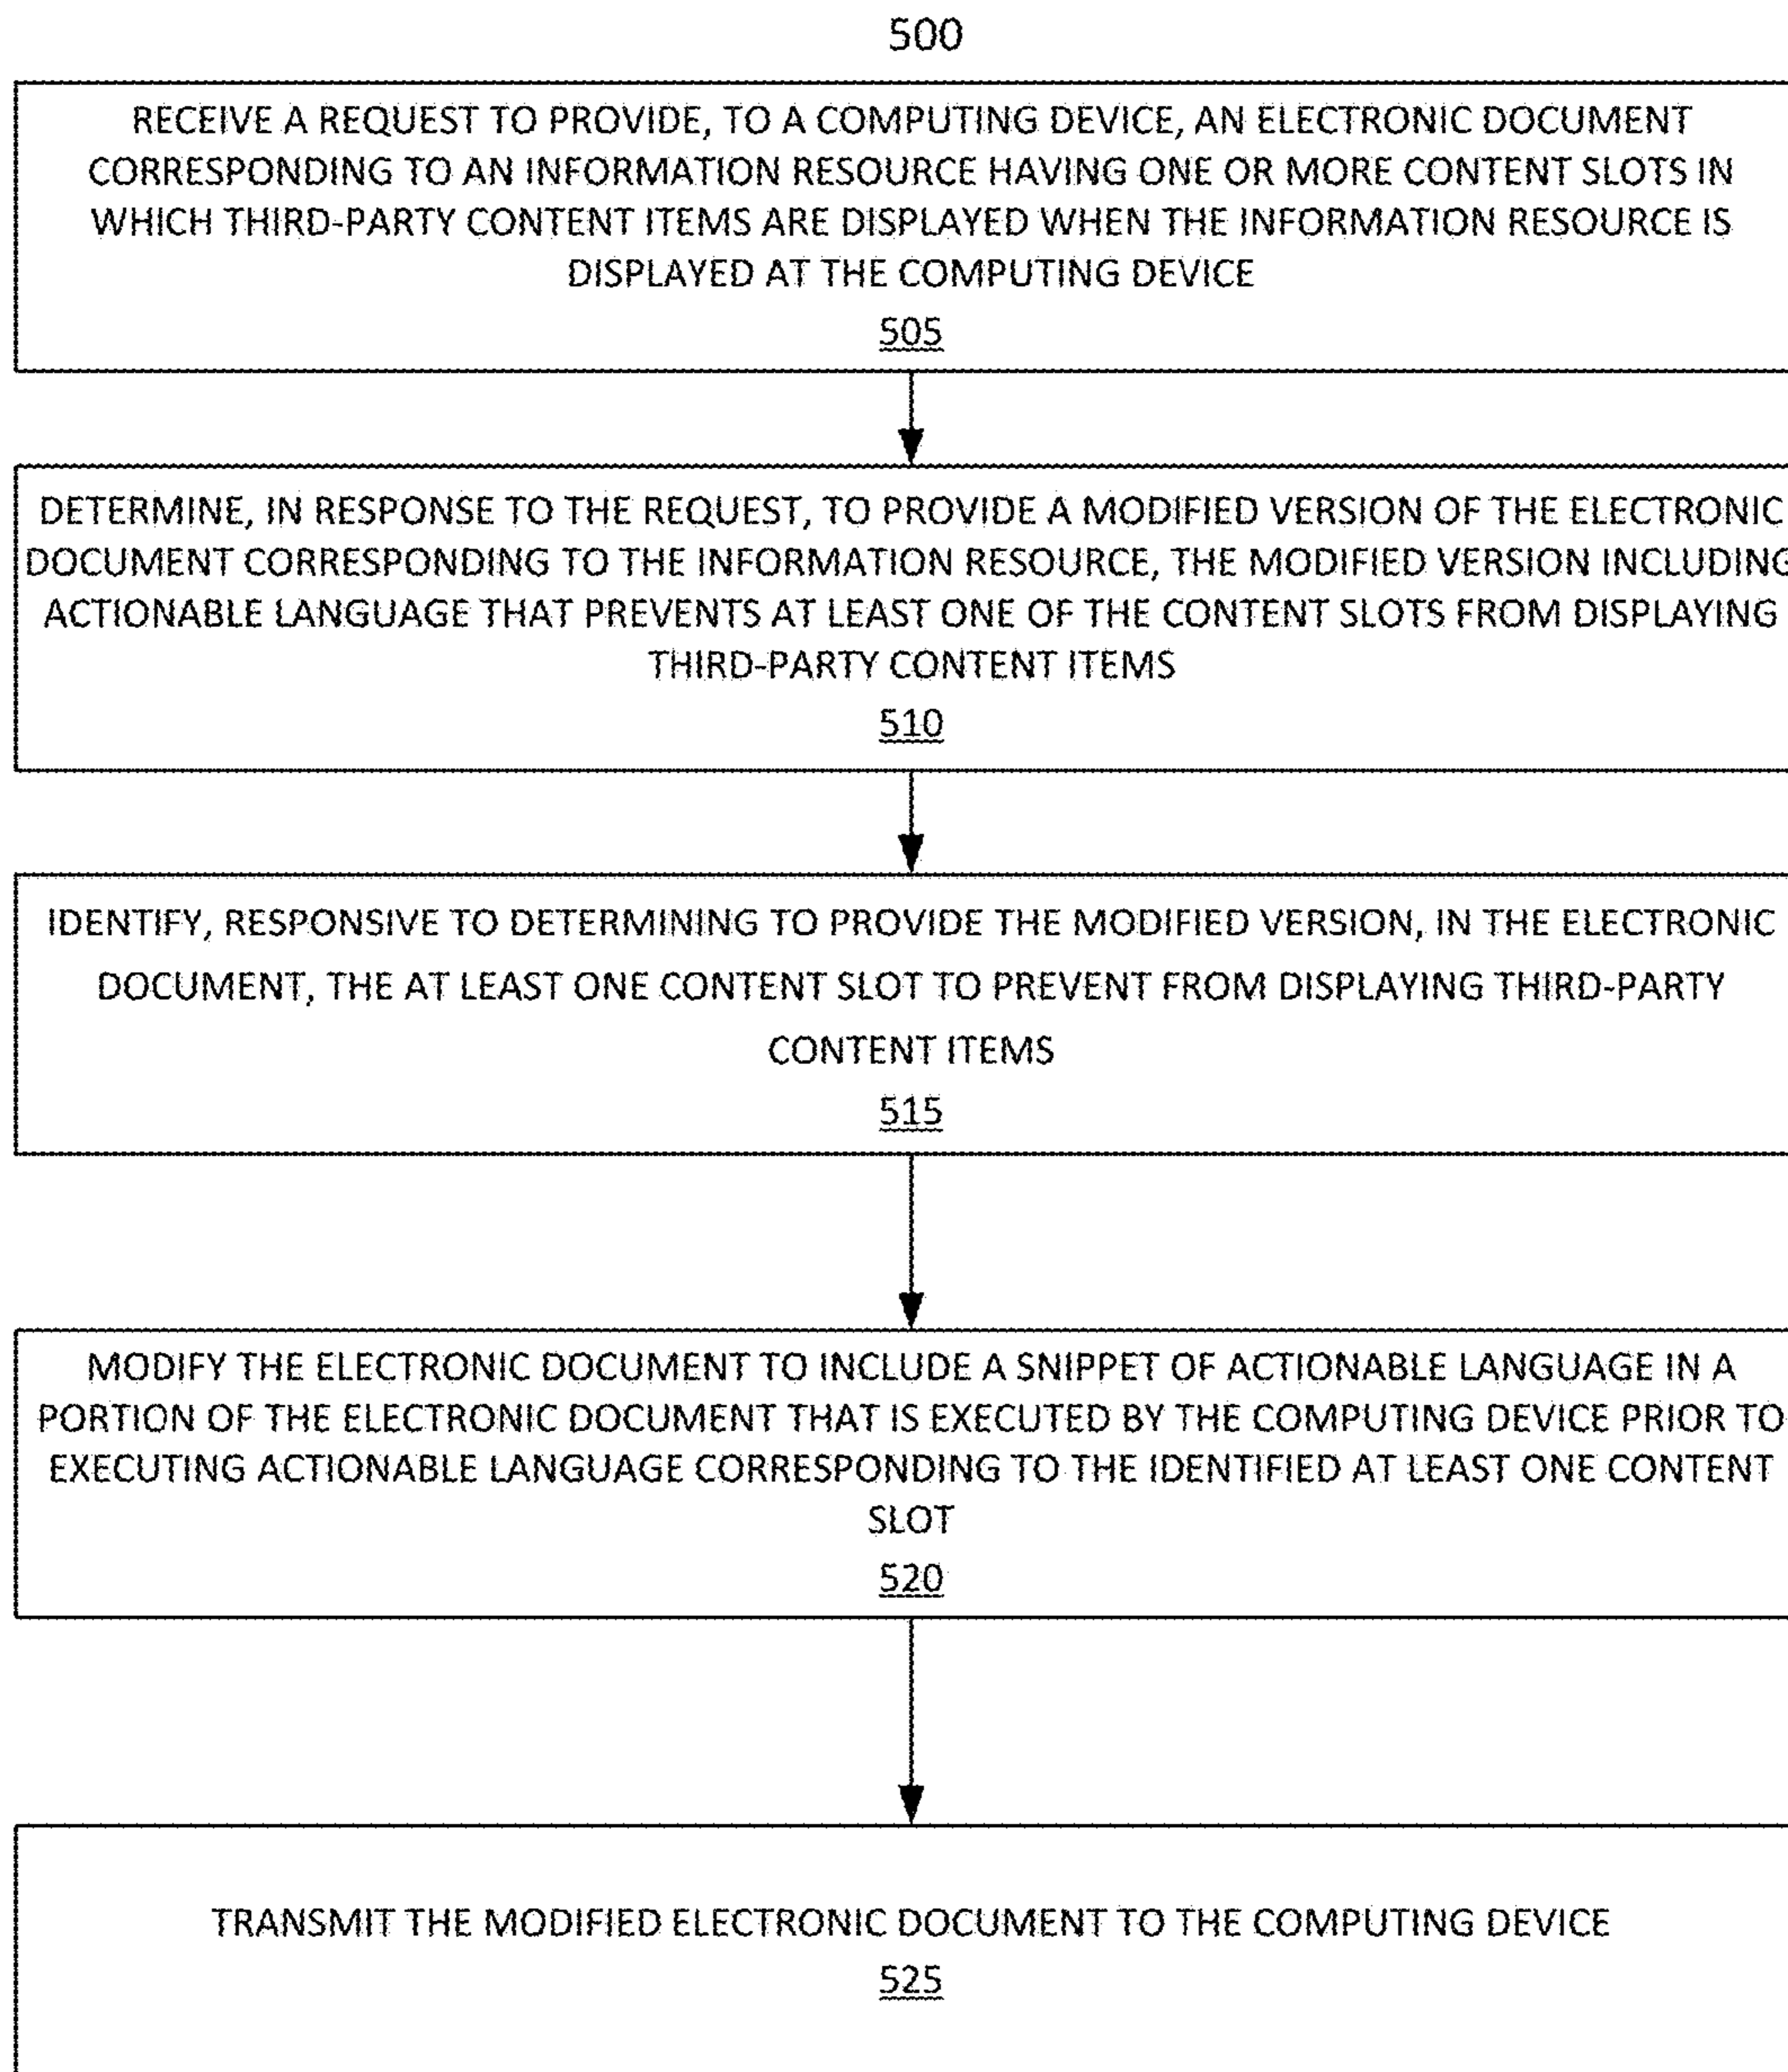 500
RECEIVE A REQUEST TO PROVIDE, TO A COMPUTING DEVICE, AN ELECTRONIC DOCUMENT
CORRESPONDING TO AN INFORMATION RESOURCE HAVING ONE OR MORE CONTENT SLOTS IN
WHICH THIRD-PARTY CONTENT ITEMS ARE DISPLAYED WHEN THE INFORMATION RESOURCE IS
DISPLAYED AT THE COMPUTING DEVICE
505
DETERMINE, IN RESPONSE TO THE REQUEST, TO PROVIDE A MODIFIED VERSION OF THE ELECTRONIC
DOCUMENT CORRESPONDING TO THE INFORMATION RESOURCE, THE MODIFIED VERSION INCLUDING
ACTIONABLE LANGUAGE THAT PREVENTS AT LEAST ONE OF THE CONTENT SLOTS FROM DISPLAYING
THIRD-PARTY CONTENT ITEMS
510
IDENTIFY, RESPONSIVE TO DETERMINING TO PROVIDE THE MODIFIED VERSION, IN THE ELECTRONIC
DOCUMENT, THE AT LEAST ONE CONTENT SLOT TO PREVENT FROM DISPLAYING THIRD-PARTY
CONTENT ITEMS
515
MODIFY THE ELECTRONIC DOCUMENT TO INCLUDE A SNIPPET OF ACTIONABLE LANGUAGE IN A
PORTION OF THE ELECTRONIC DOCUMENT THAT IS EXECUTED BY THE COMPUTING DEVICE PRIOR TO
EXECUTING ACTIONABLE LANGUAGE CORRESPONDING TO THE IDENTIFIED AT LEAST ONE CONTENT
SLOT
520
TRANSMIT THE MODIFIED ELECTRONIC DOCUMENT TO THE COMPUTING DEVICE
525